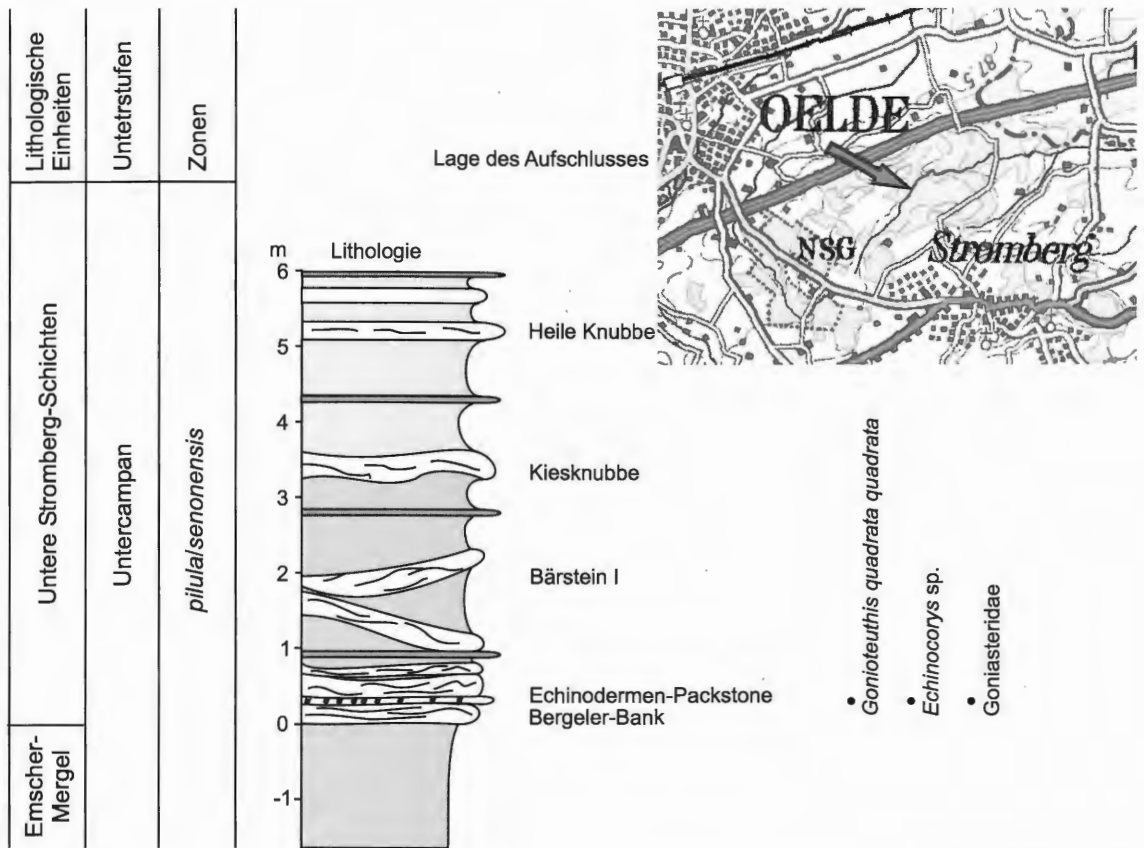 Lithologische
Einheiten
Untetrstufen
Zonen
Untere Stromberg-Schichten
Emscher-
Mergel
Untercampan
pilula/senonensis
Lage des Aufschlusses
OELDE
87.5
NSG
Stromberg
m
Lithologie
6
5
4
3
2
1
0
-1
Heile Knubbe
Kiesknubbe
Bärstein I
Echinodermen-Packstone
Bergeler-Bank
• Gonioteuthis quadrata quadrata
• Echinocorys sp.
• Goniasteridae